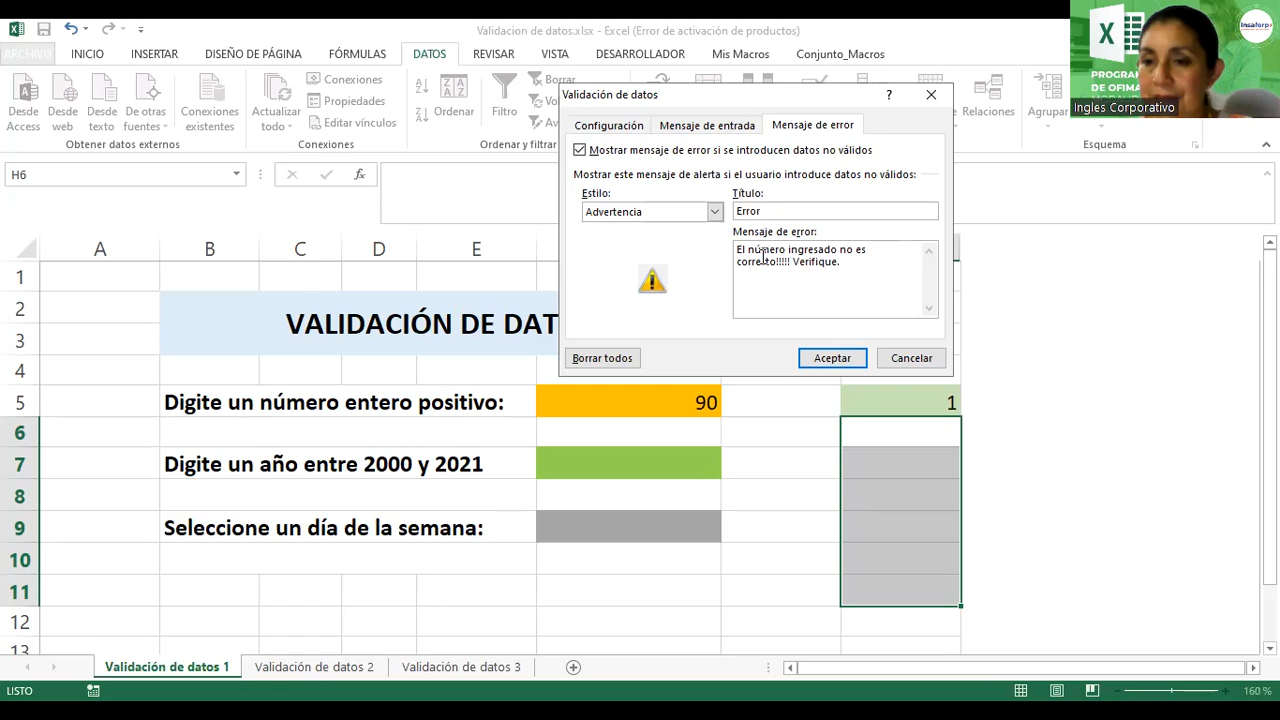 Validacion de datos.xlsx - Excel (Error de activación de productos)
ARCHIVO INICIO INSERTAR DISEÑO DE PÁGINA FÓRMULAS DATOS REVISAR VISTA DESARROLLADOR Mis Macros Conjunto_Macros
Desde Access
Desde web
Desde texto
De otras fuentes
Conexiones existentes
Actualizar todo
Conexiones
Propiedades
Editar vínculos
Ordenar
Filtro
Borrar
Agrupar
Obtener datos externos
Conexiones
Ordenar y filtrar
Esquema
Validación de datos
?
Configuración Mensaje de entrada Mensaje de error
Mostrar mensaje de error si se introducen datos no válidos
Mostrar este mensaje de alerta si el usuario introduce datos no válidos:
Estilo: Título:
Advertencia Error
Mensaje de error:
El número ingresado no es
correcto!!!!! Verifique.
Borrar todos Aceptar Cancelar
Insaforp
X
PROGRAM
DE OFIMA
Ingles Corporativo
H6
fx
A B C D E
1
2
VALIDACIÓN DE DAT
3
4
5 Digite un número entero positivo: 90 1
6
7 Digite un año entre 2000 y 2021
8
9 Seleccione un día de la semana:
10
11
12
13
Validación de datos 1 Validación de datos 2 Validación de datos 3
LISTO 160 %